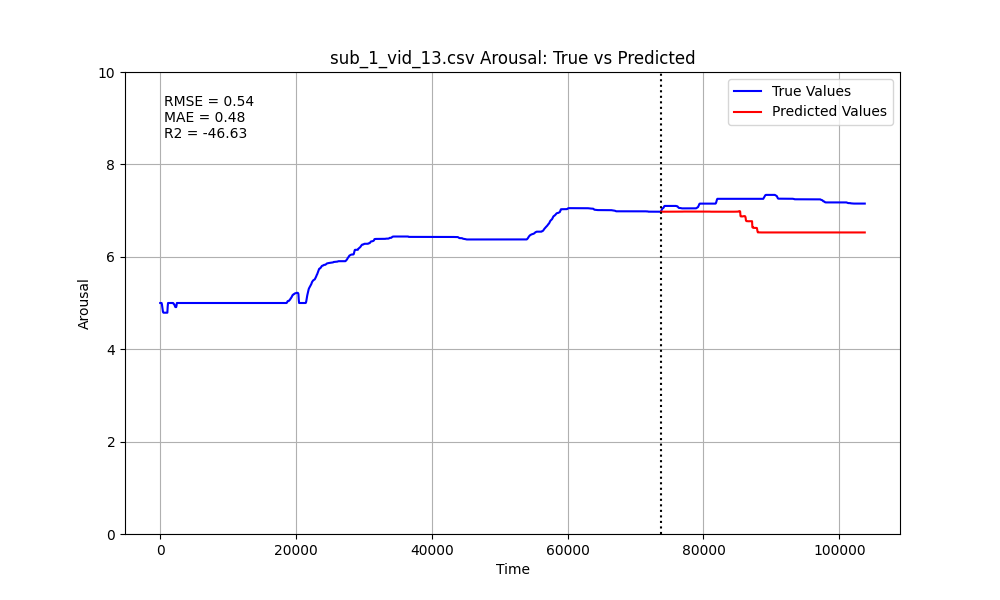 sub_1_vid_13.csv Arousal: True vs Predicted
10
8
6
4
2
0
Arousal
RMSE = 0.54
MAE = 0.48
R2 = -46.63
True Values
Predicted Values
0
20000
40000
60000
80000
100000
Time